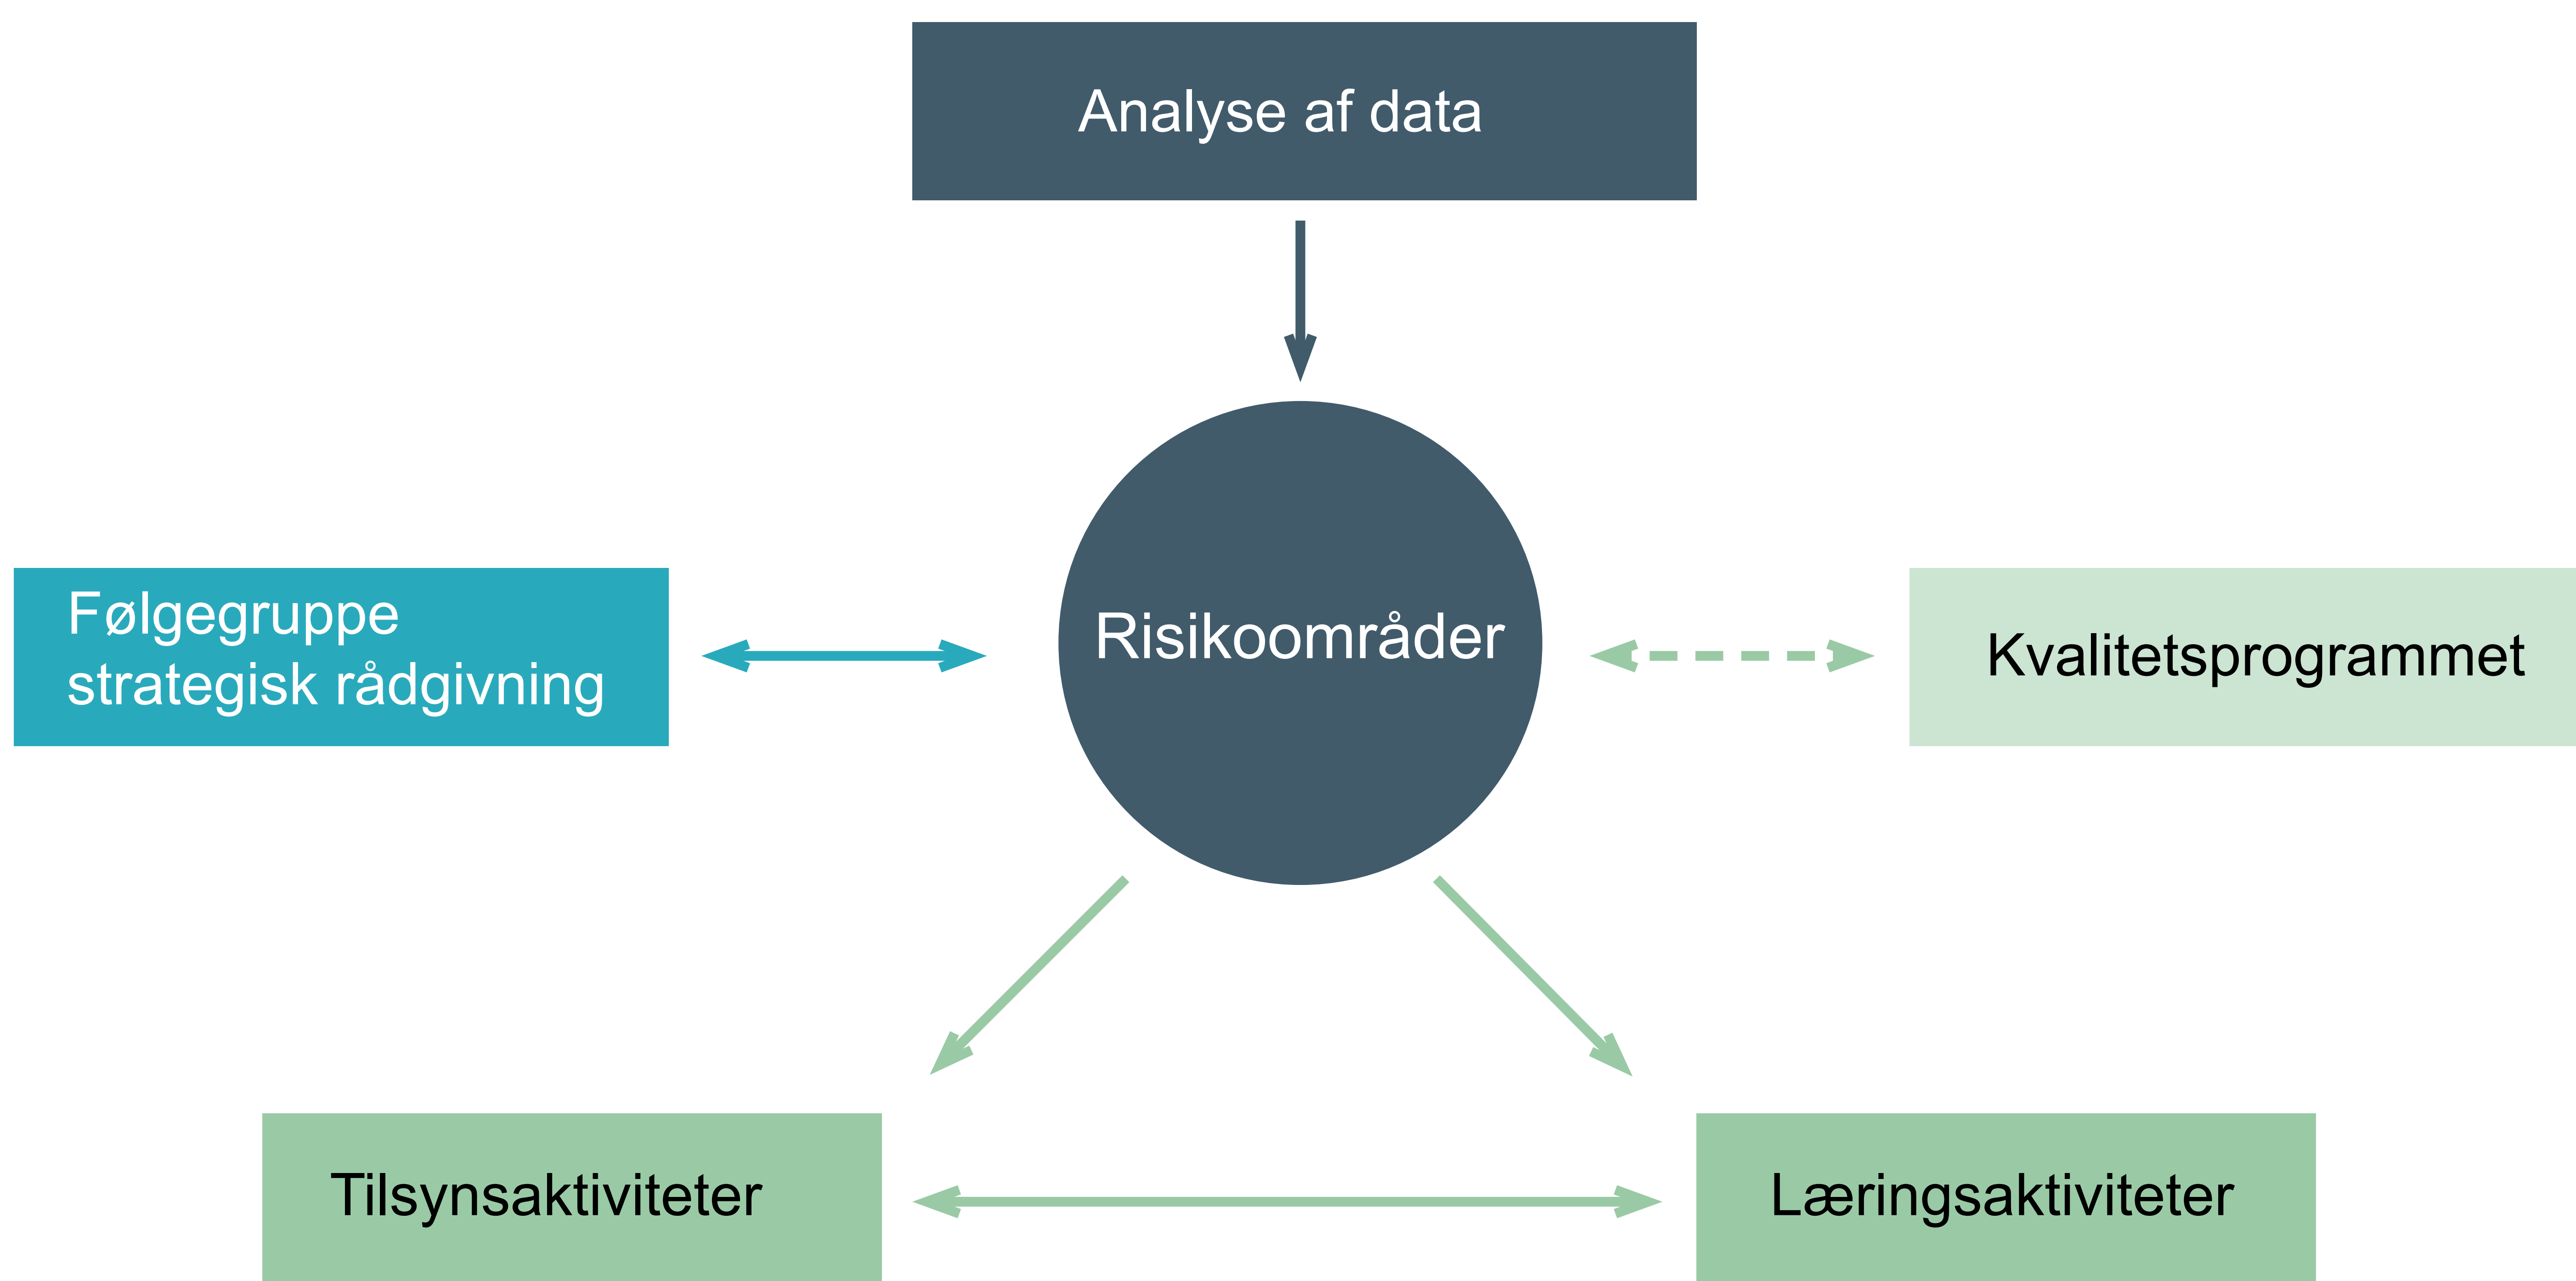 Analyse af data
Følgegruppe
strategisk rådgivning
Risikoområder
Kvalitetsprogrammet
Tilsynsaktiviteter
Læringsaktiviteter